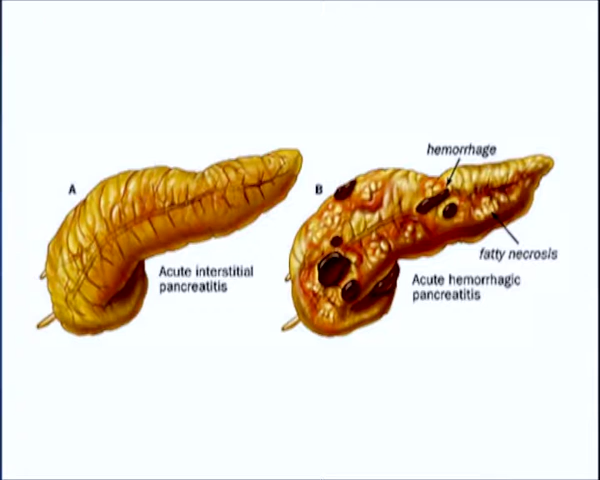 A
Acute interstitial
pancreatitis
B
hemorrhage
fatty necrosis
Acute hemorrhagic
pancreatitis